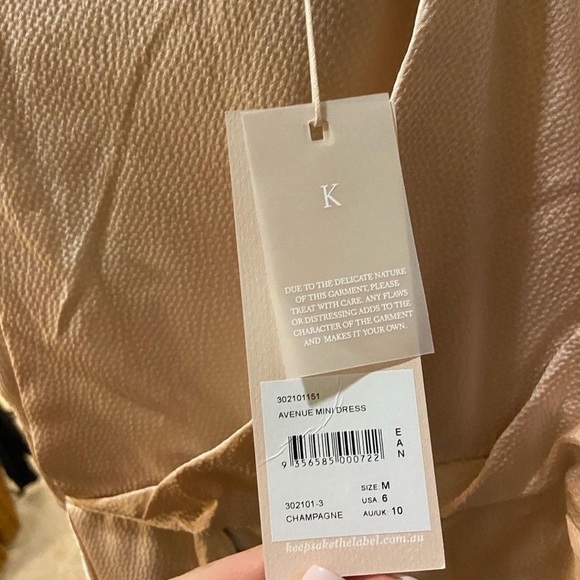 K
DUE TO THE DELICATE NATURE
OF THIS GARMENT, PLEASE
TREAT WITH CARE. ANY FLAWS
OR DISTRESSING ADDS TO THE
CHARACTER OF THE GARMENT
AND MAKES IT YOUR OWN.
302101151
AVENUE MINI DRESS
EAN
9 356585 000722
302101-3
CHAMPAGNE
SIZE M
USA 6
AU/UK 10
keepsakethelabel.com.au